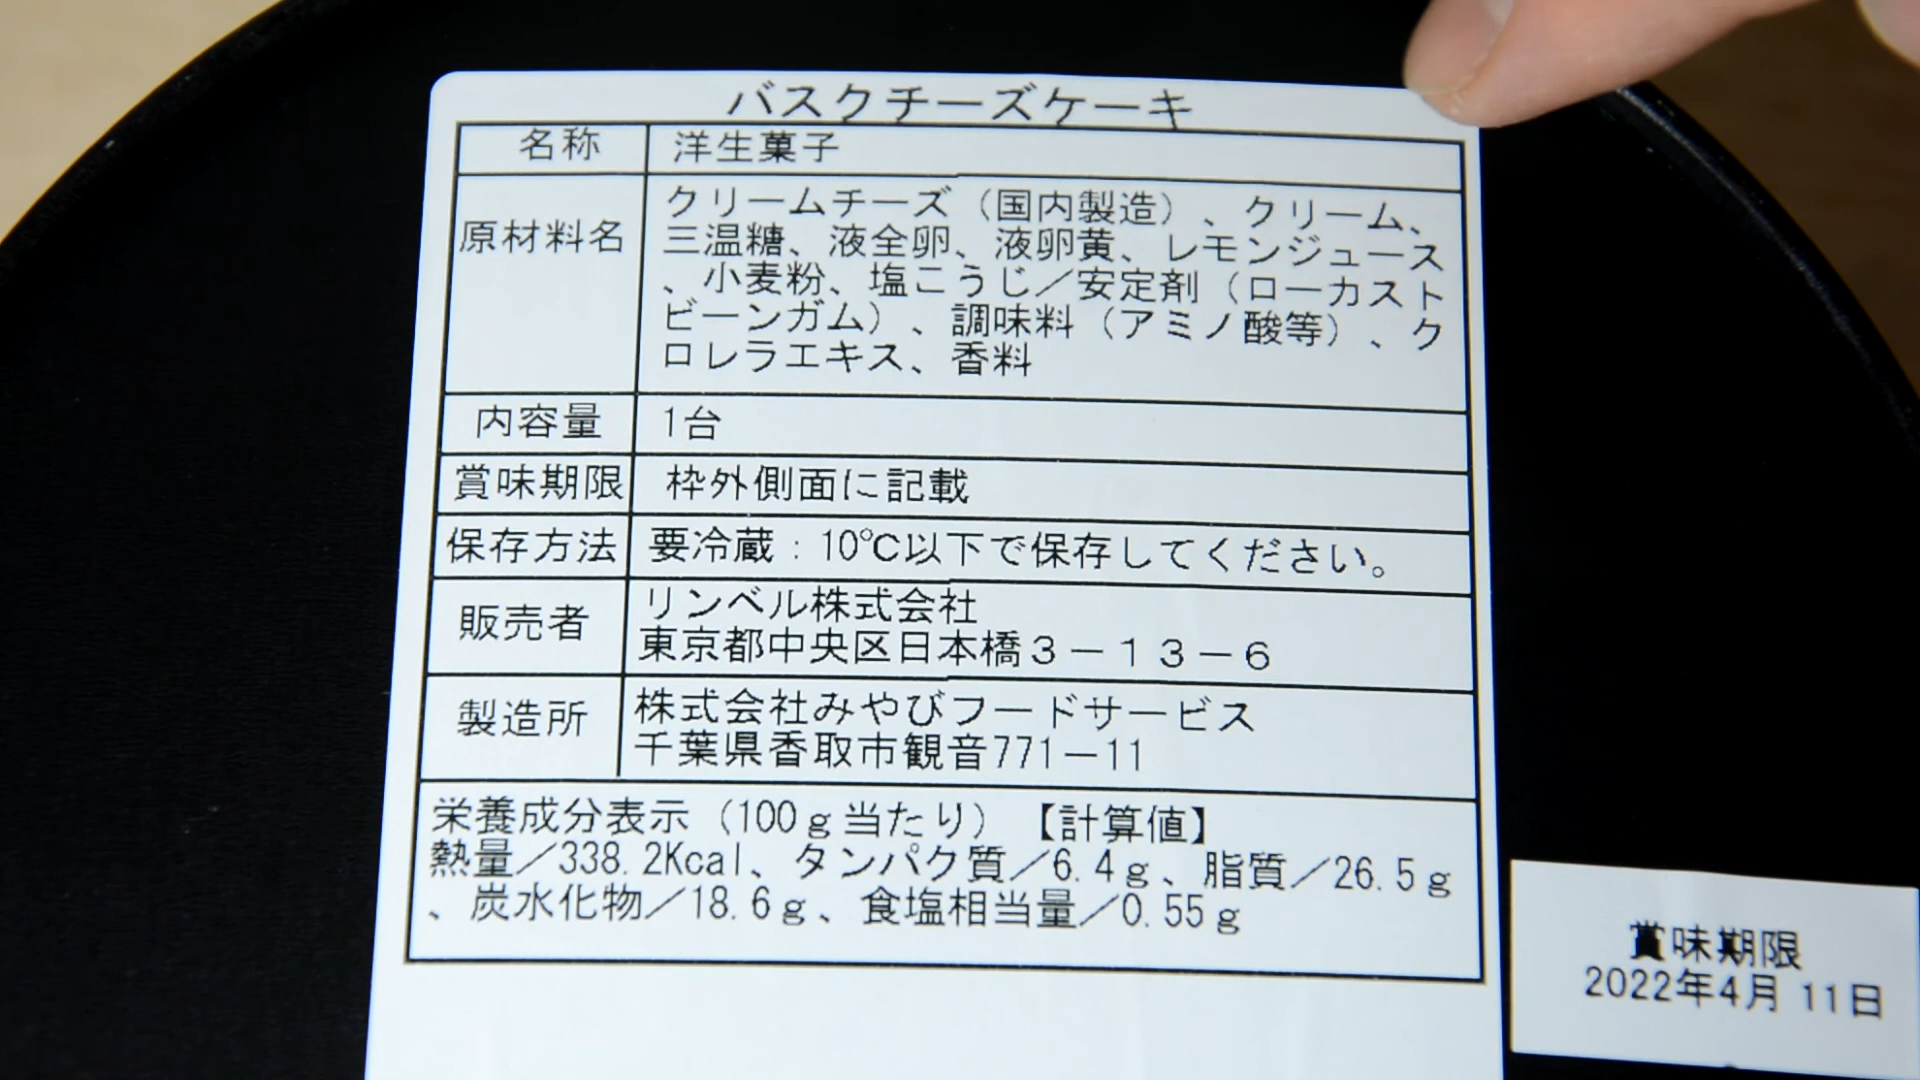 バスクチーズケーキ
名称 洋生菓子
原材料名 クリームチーズ（国内製造）、クリーム、
三温糖、液全卵、液卵黄、レモンジュース
、小麦粉、塩こうじ／安定剤（ローカスト
ビーンガム）、調味料（アミノ酸等）、ク
ロレラエキス、香料
内容量 1台
賞味期限 枠外側面に記載
保存方法 要冷蔵：10℃以下で保存してください。
販売者 リンベル株式会社
東京都中央区日本橋３－１３－６
製造所 株式会社みやびフードサービス
千葉県香取市観音771－11
栄養成分表示（100ｇ当たり）【計算値】
熱量／338.2Kcal、タンパク質／6.4ｇ、脂質／26.5ｇ
、炭水化物／18.6ｇ、食塩相当量／0.55ｇ
賞味期限
2022年4月11日